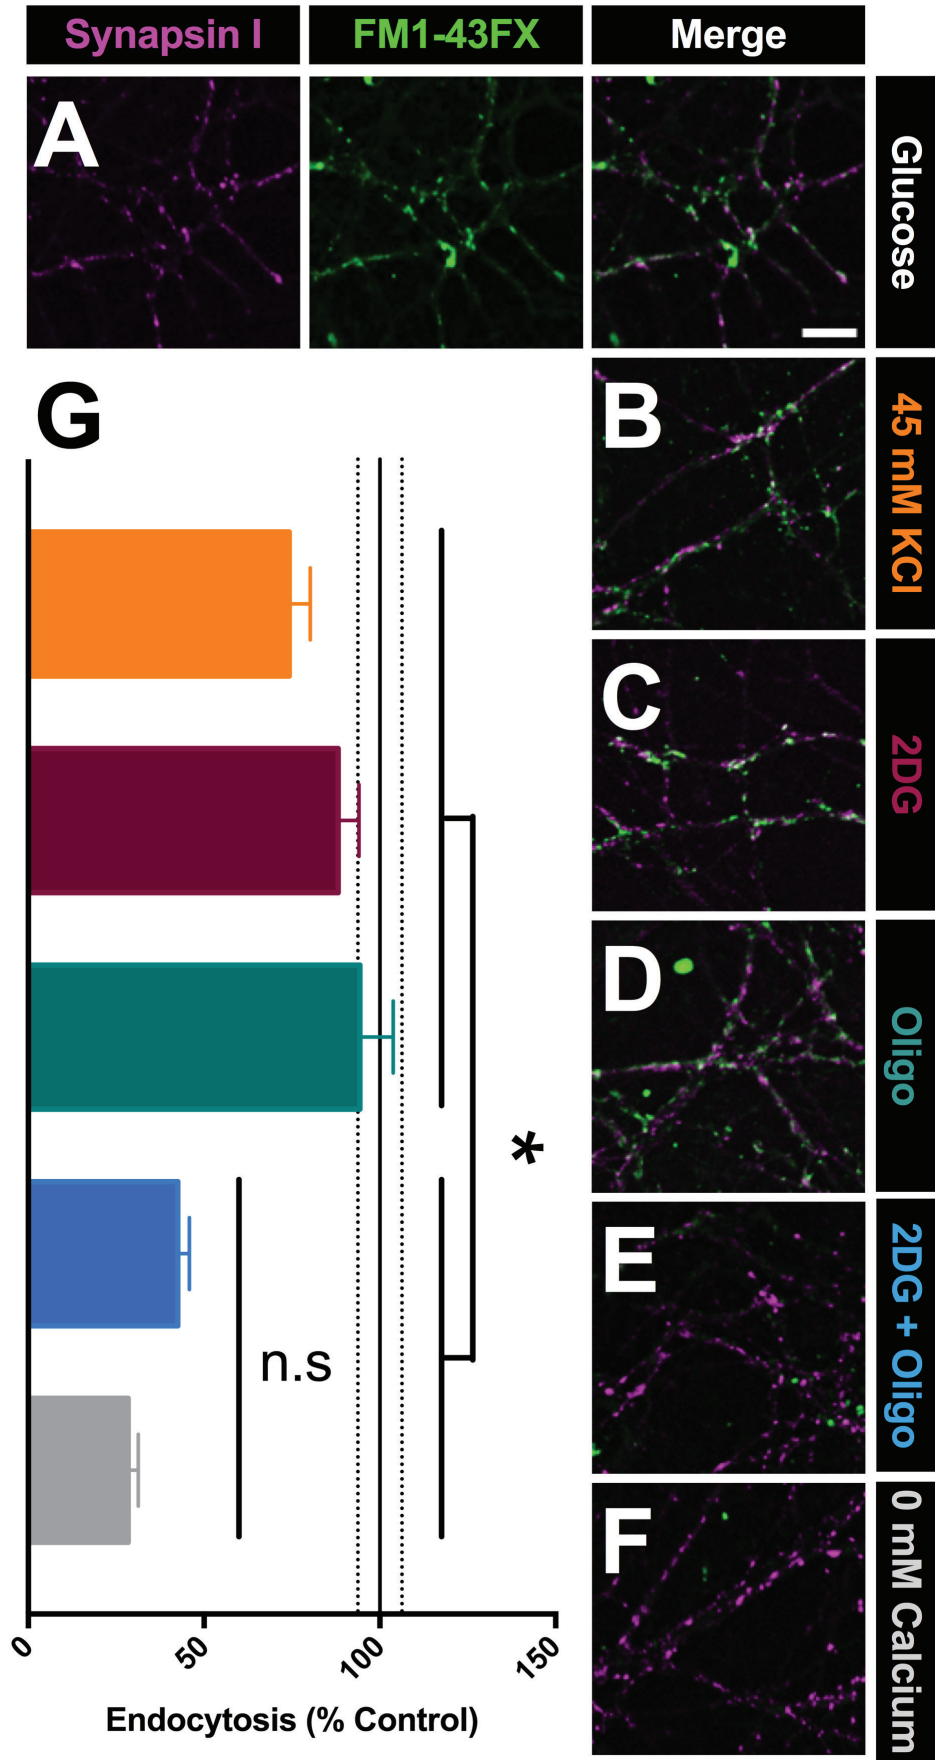 Synapsin I
FM1-43FX
Merge
A
Glucose
G
B
45 mM KCl
C
2DG
D
Oligo
*
E
2DG + Oligo
n.s
F
0 mM Calcium
0
50
100
150
Endocytosis (% Control)